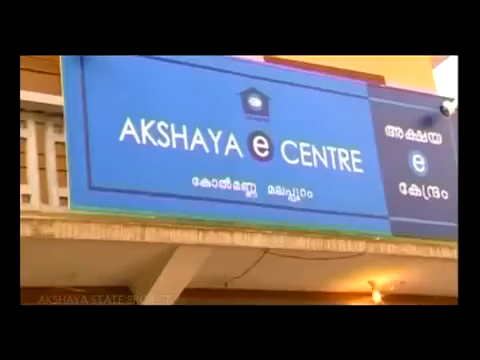 AKSHAYA e CENTRE
കോൽമണ്ണ മലപ്പുറം
അക്ഷയ
e
കേന്ദ്രം
AKSHAYA STATE PROJECT